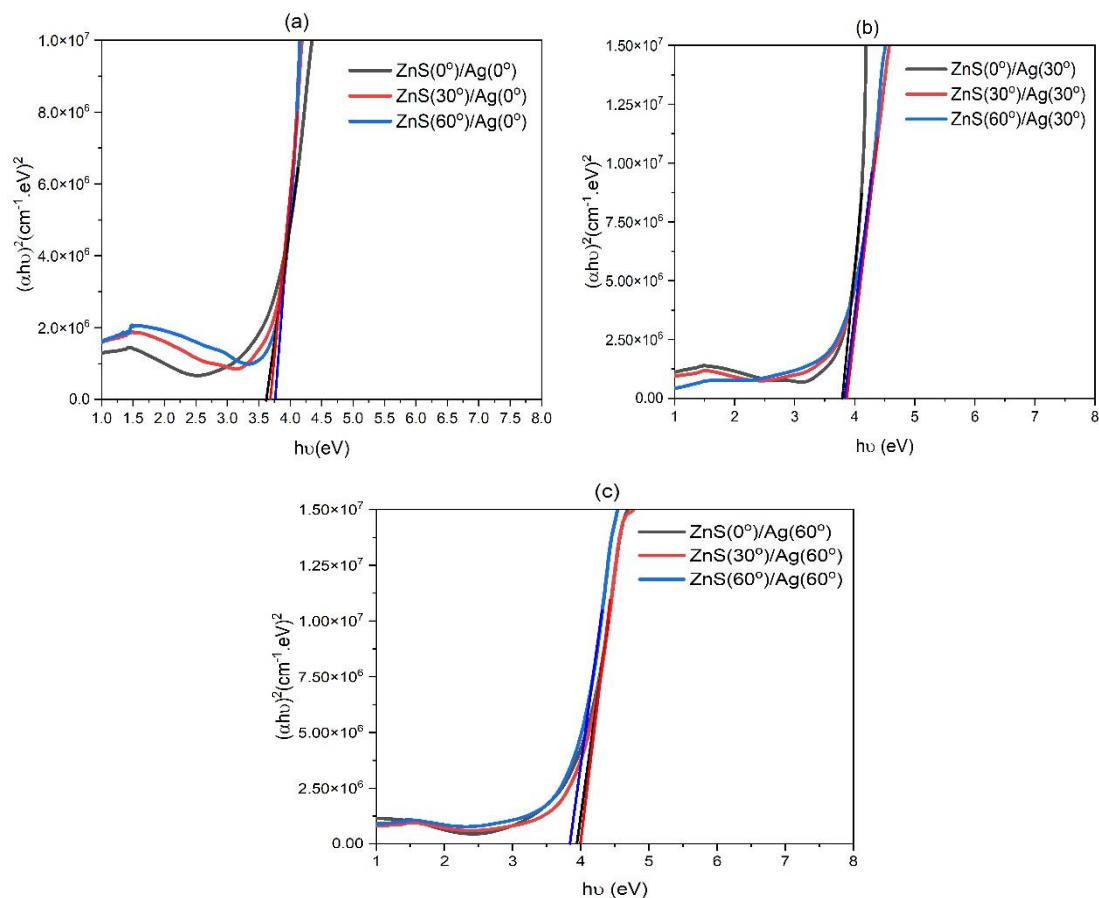 (a)
1.0×10⁷
8.0×10⁶
6.0×10⁶
4.0×10⁶
2.0×10⁶
0.0
(αhυ)²(cm⁻¹.eV)²
ZnS(0°)/Ag(0°)
ZnS(30°)/Ag(0°)
ZnS(60°)/Ag(0°)
1.0 1.5 2.0 2.5 3.0 3.5 4.0 4.5 5.0 5.5 6.0 6.5 7.0 7.5 8.0
hυ(eV)
(b)
1.50×10⁷
1.25×10⁷
1.00×10⁷
7.50×10⁶
5.00×10⁶
2.50×10⁶
0.00
(αhυ)²(cm⁻¹.eV)²
ZnS(0°)/Ag(30°)
ZnS(30°)/Ag(30°)
ZnS(60°)/Ag(30°)
1 2 3 4 5 6 7 8
hυ (eV)
(c)
1.50×10⁷
1.25×10⁷
1.00×10⁷
7.50×10⁶
5.00×10⁶
2.50×10⁶
0.00
(αhυ)²(cm⁻¹.eV)²
ZnS(0°)/Ag(60°)
ZnS(30°)/Ag(60°)
ZnS(60°)/Ag(60°)
1 2 3 4 5 6 7 8
hυ (eV)